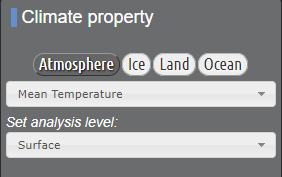 Climate property
Atmosphere Ice Land Ocean
Mean Temperature
Set analysis level:
Surface